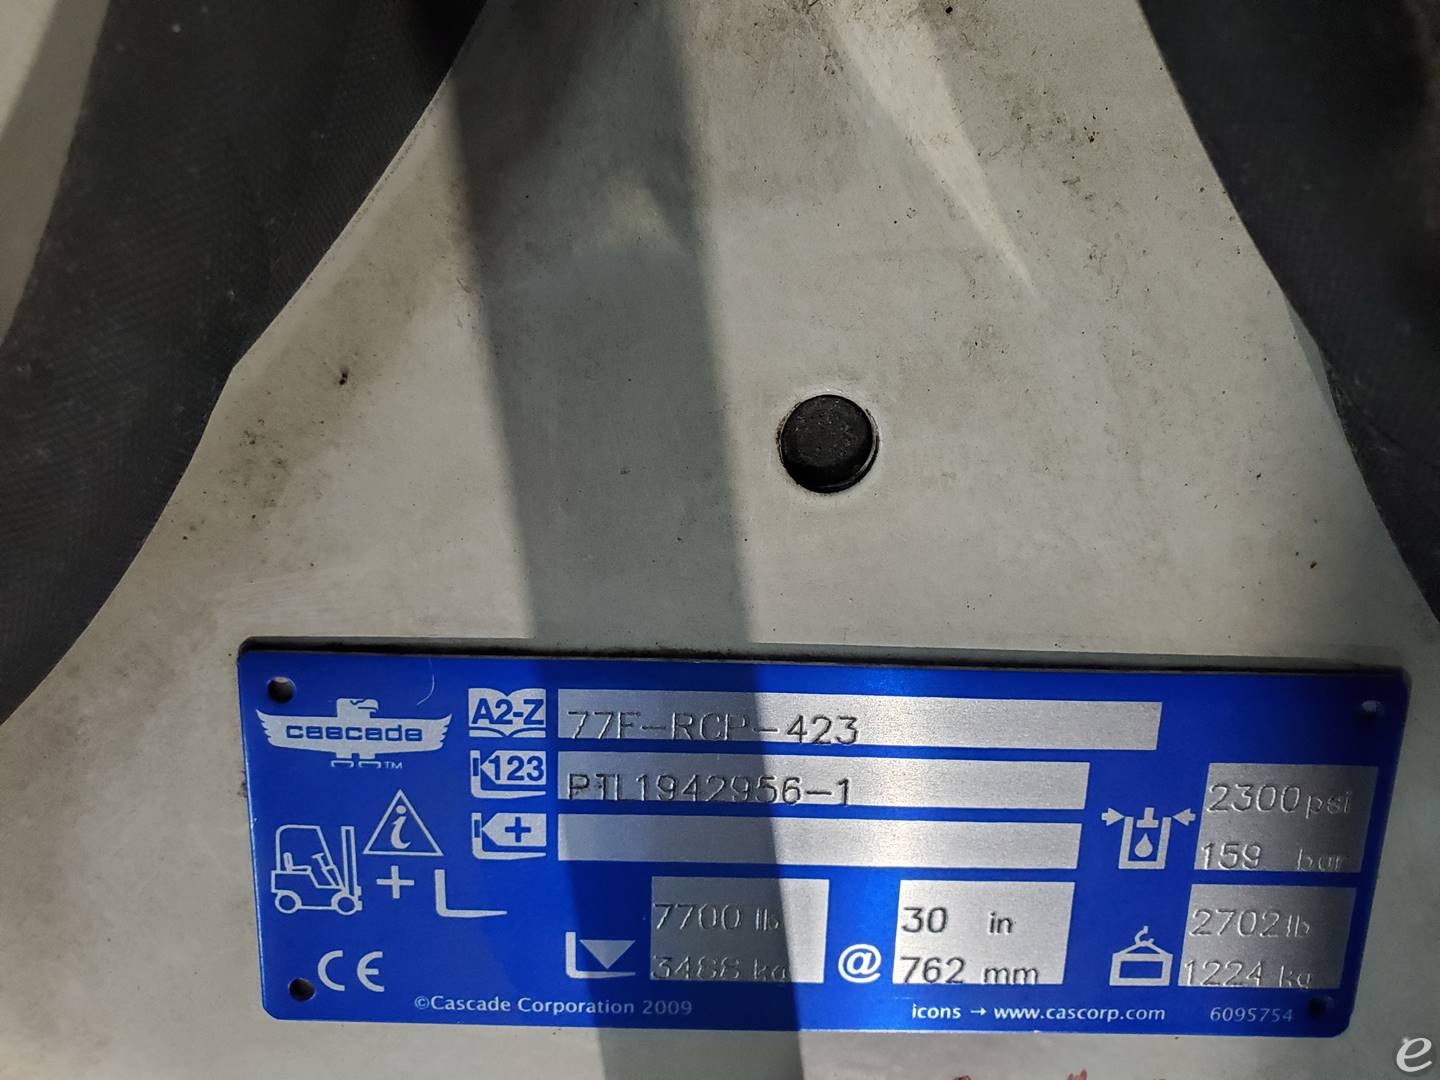 cascade TM
A2-Z 77F-RCP-423
123 PTL1942956-1
+
2300 psi
159 bar
7700 lb
3488 kg
@
30 in
762 mm
2702 lb
1224 kg
i
+
CE
©Cascade Corporation 2009
icons → www.cascorp.com
6095754
e